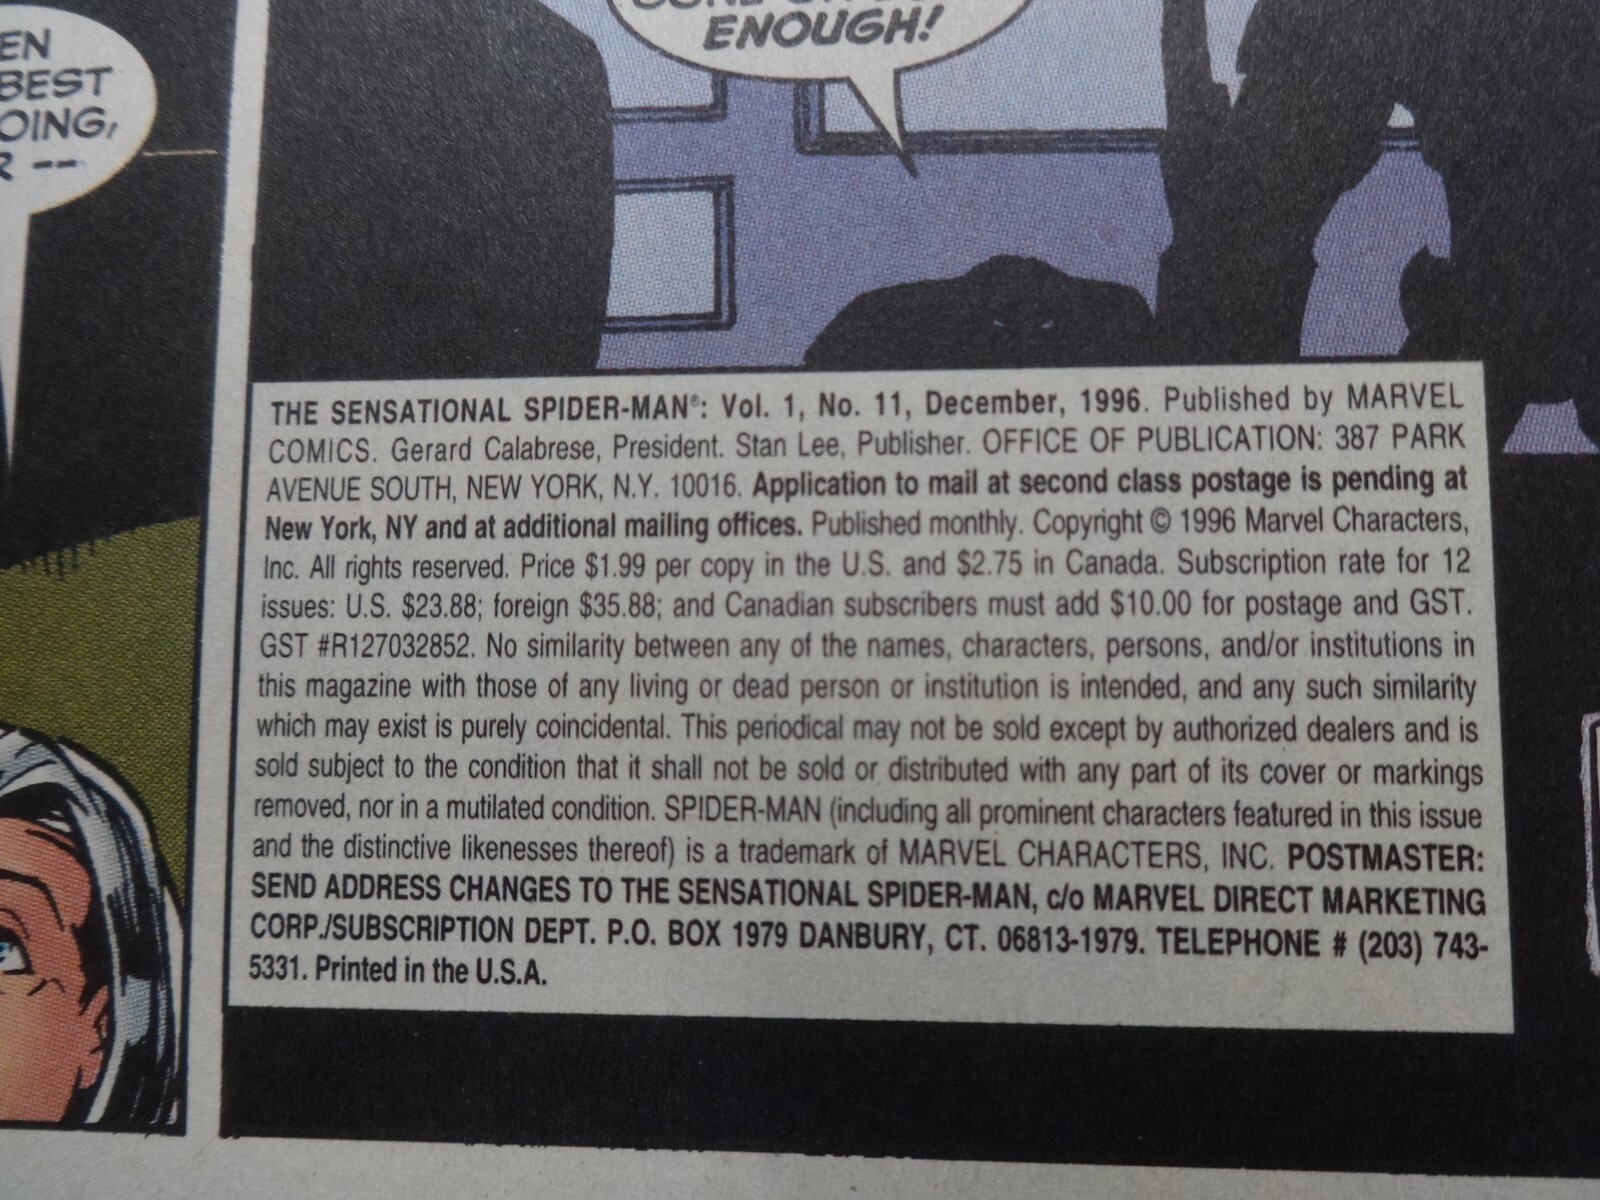 EN
BEST
OING,
R --
ENOUGH!
THE SENSATIONAL SPIDER-MAN®: Vol. 1, No. 11, December, 1996. Published by MARVEL
COMICS. Gerard Calabrese, President. Stan Lee, Publisher. OFFICE OF PUBLICATION: 387 PARK
AVENUE SOUTH, NEW YORK, N.Y. 10016. Application to mail at second class postage is pending at
New York, NY and at additional mailing offices. Published monthly. Copyright © 1996 Marvel Characters,
Inc. All rights reserved. Price $1.99 per copy in the U.S. and $2.75 in Canada. Subscription rate for 12
issues: U.S. $23.88; foreign $35.88; and Canadian subscribers must add $10.00 for postage and GST.
GST #R127032852. No similarity between any of the names, characters, persons, and/or institutions in
this magazine with those of any living or dead person or institution is intended, and any such similarity
which may exist is purely coincidental. This periodical may not be sold except by authorized dealers and is
sold subject to the condition that it shall not be sold or distributed with any part of its cover or markings
removed, nor in a mutilated condition. SPIDER-MAN (including all prominent characters featured in this issue
and the distinctive likenesses thereof) is a trademark of MARVEL CHARACTERS, INC. POSTMASTER:
SEND ADDRESS CHANGES TO THE SENSATIONAL SPIDER-MAN, c/o MARVEL DIRECT MARKETING
CORP./SUBSCRIPTION DEPT. P.O. BOX 1979 DANBURY, CT. 06813-1979. TELEPHONE # (203) 743-
5331. Printed in the U.S.A.